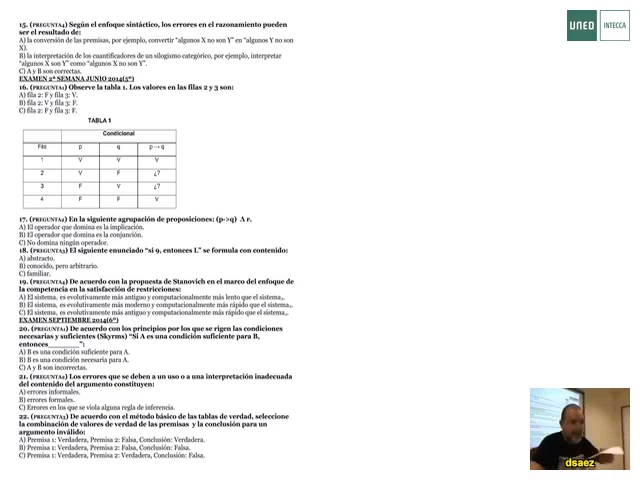 15. (PREGUNTA4) Según el enfoque sintáctico, los errores en el razonamiento pueden
ser el resultado de:
A) la conversión de las premisas, por ejemplo, convertir “algunos X no son Y” en “algunos Y no son
X).
B) la interpretación de los cuantificadores de un silogismo categórico, por ejemplo, interpretar
“algunos X son Y” como “algunos X no son Y”.
C) A y B son correctas.
EXAMEN 2ª SEMANA JUNIO 2014(5º)
16. (PREGUNTA1) Observe la tabla 1. Los valores en las filas 2 y 3 son:
A) fila 2: F y fila 3: V.
B) fila 2: V y fila 3: F.
C) fila 2: F y fila 3: F.
TABLA 1
Condicional
Fila p q p→q
1 V V V
2 V F ¿?
3 F V ¿?
4 F F V
17. (PREGUNTA2) En la siguiente agrupación de proposiciones: (p->q) Λ r.
A) El operador que domina es la implicación.
B) El operador que domina es la conjunción.
C) No domina ningún operador.
18. (PREGUNTA3) El siguiente enunciado “si 9, entonces L” se formula con contenido:
A) abstracto.
B) conocido, pero arbitrario.
C) familiar.
19. (PREGUNTA4) De acuerdo con la propuesta de Stanovich en el marco del enfoque de
la competencia en la satisfacción de restricciones:
A) El sistema, es evolutivamente más antiguo y computacionalmente más lento que el sistema
B) El sistema, es evolutivamente más moderno y computacionalmente más rápido que el sistema
C) El sistema, es evolutivamente más antiguo y computacionalmente más rápido que el sistema
EXAMEN SEPTIEMBRE 2014(6º)
20. (PREGUNTA1) De acuerdo con los principios por los que se rigen las condiciones
necesarias y suficientes (Skyrms) “Si A es una condición suficiente para B,
entonces_______”:
A) B es una condición suficiente para A.
B) B es una condición necesaria para A.
C) A y B son incorrectas.
21. (PREGUNTA2) Los errores que se deben a un uso o a una interpretación inadecuada
del contenido del argumento constituyen:
A) errores informales.
B) errores formales.
C) Errores en los que se viola alguna regla de inferencia.
22. (PREGUNTA3) De acuerdo con el método básico de las tablas de verdad, seleccione
la combinación de valores de verdad de las premisas y la conclusión para un
argumento inválido:
A) Premisa 1: Verdadera, Premisa 2: Falsa, Conclusión: Verdadera.
B) Premisa 1: Verdadera, Premisa 2: Falsa, Conclusión: Falsa.
C) Premisa 1: Verdadera, Premisa 2: Verdadera, Conclusión: Falsa.
UNED INTECCA
dsaez